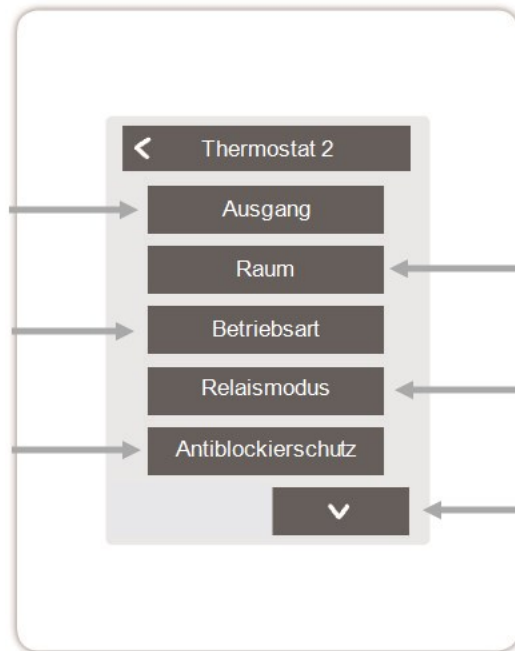 Thermostat 2
Ausgang
Raum
Betriebsart
Relaismodus
Antiblockierschutz